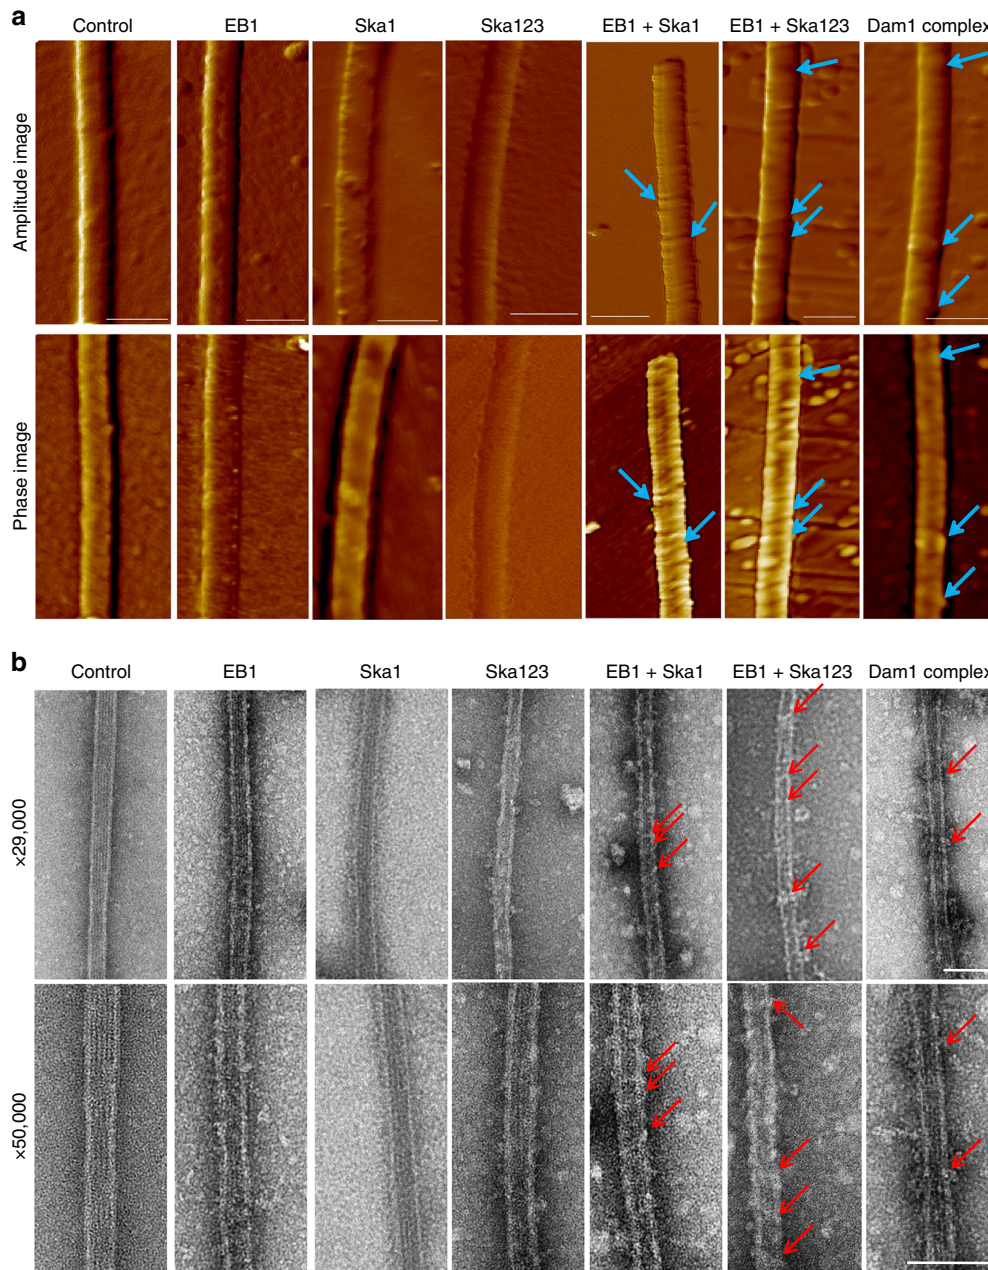 a
Control EB1 Ska1 Ska123 EB1 + Ska1 EB1 + Ska123 Dam1 complex
Amplitude image
Phase image
b
Control EB1 Ska1 Ska123 EB1 + Ska1 EB1 + Ska123 Dam1 complex
×29,000
×50,000